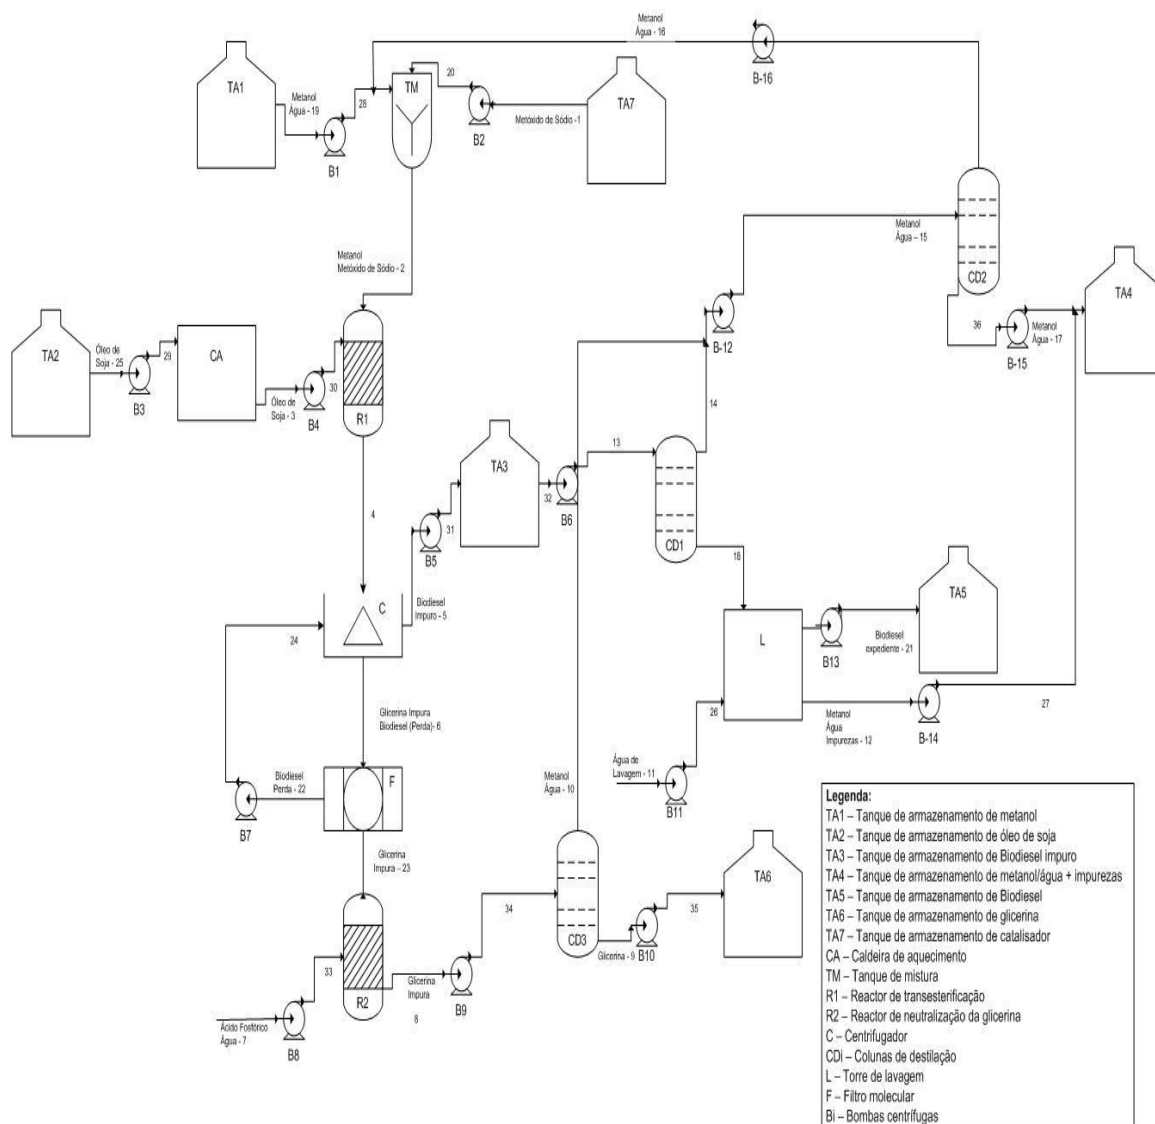 Metanol
Água - 16
B-16
TA1
Metanol
Água - 19
28
B1
TM
20
B2
Metóxido de Sódio -1
TA7
Metanol
Água – 15
CD2
36
B-15
Metanol
Água - 17
TA4
Metanol
Metóxido de Sódio - 2
B-12
TA2
Óleo de
Soja - 25
29
B3
CA
Óleo de
Soja - 3
B4
30
R1
14
13
TA3
32
B6
31
B5
CD1
18
4
C
Biodiesel
Impuro - 5
24
L
B13
Biodiesel
expediente - 21
TA5
Glicerina Impura
Biodiesel (Perda)- 6
26
Metanol
Água
Impurezas - 12
B-14
27
Água de
Lavagem - 11
B11
Metanol
Água - 10
Biodiesel
Perda - 22
B7
F
Glicerina
Impura – 23
34
CD3
Glicerina - 9
B10
35
TA6
33
R2
Glicerina
Impura
8
B9
Ácido Fosfórico
Água - 7
B8
Legenda:
TA1 – Tanque de armazenamento de metanol
TA2 – Tanque de armazenamento de óleo de soja
TA3 – Tanque de armazenamento de Biodiesel impuro
TA4 – Tanque de armazenamento de metanol/água + impurezas
TA5 – Tanque de armazenamento de Biodiesel
TA6 – Tanque de armazenamento de glicerina
TA7 – Tanque de armazenamento de catalisador
CA – Caldeira de aquecimento
TM – Tanque de mistura
R1 – Reactor de transesterificação
R2 – Reactor de neutralização da glicerina
C – Centrifugador
CDi – Colunas de destilação
L – Torre de lavagem
F – Filtro molecular
Bi – Bombas centrífugas